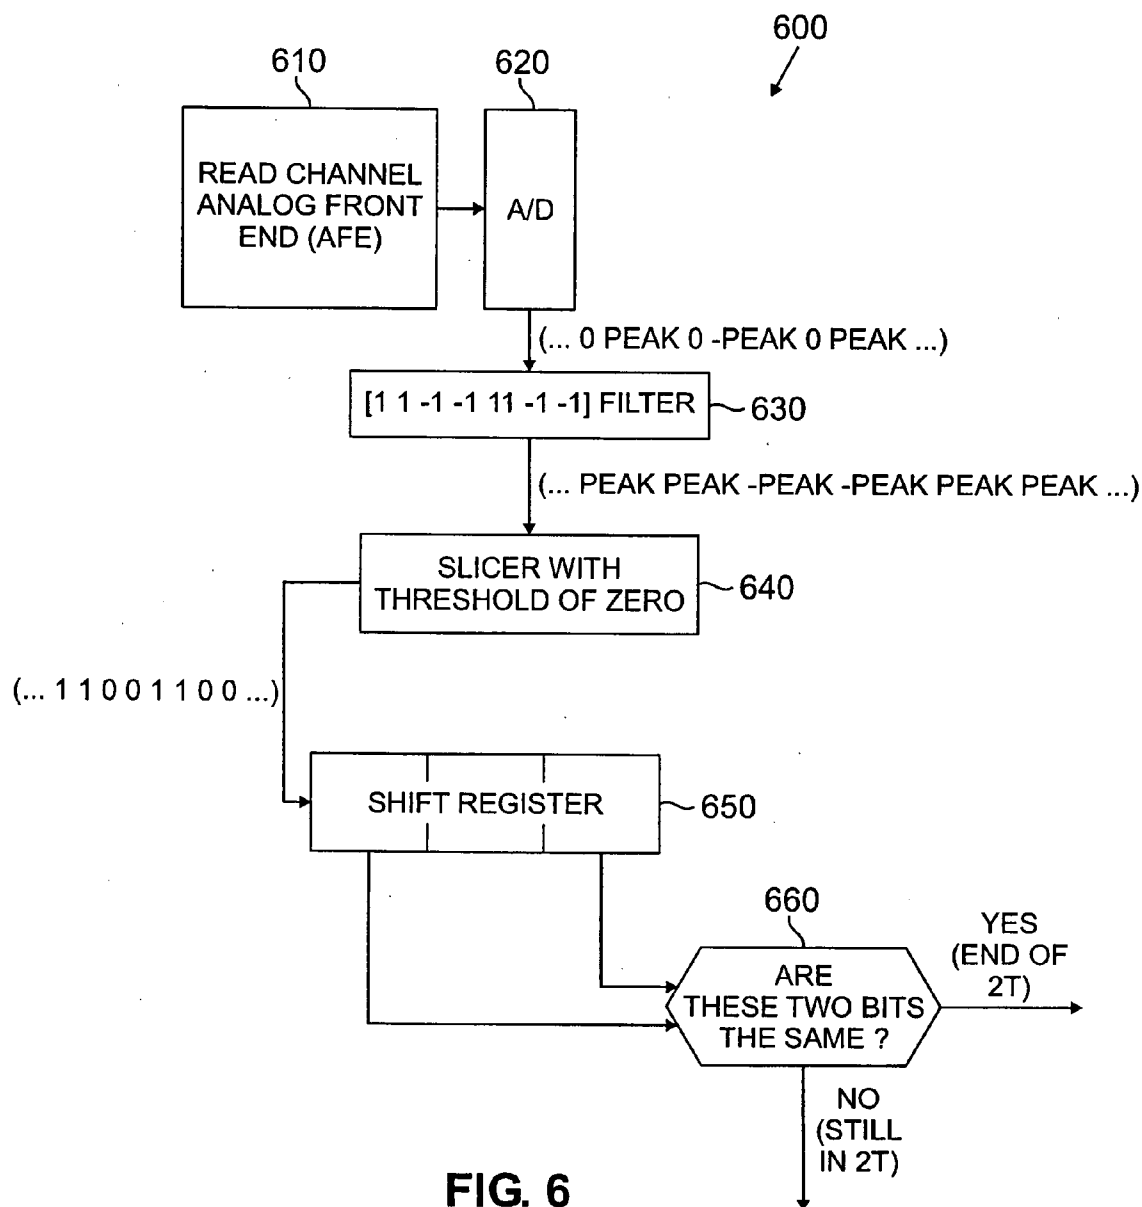 600
610
620
READ CHANNEL
ANALOG FRONT
END (AFE)
A/D
(... 0 PEAK 0 -PEAK 0 PEAK ...)
[1 1 -1 -1 11 -1 -1] FILTER
630
(... PEAK PEAK -PEAK -PEAK PEAK PEAK ...)
SLICER WITH
THRESHOLD OF ZERO
640
(... 1 1 0 0 1 1 0 0 ...)
SHIFT REGISTER
650
660
ARE
THESE TWO BITS
THE SAME ?
YES
(END OF
2T)
NO
(STILL
IN 2T)
FIG. 6